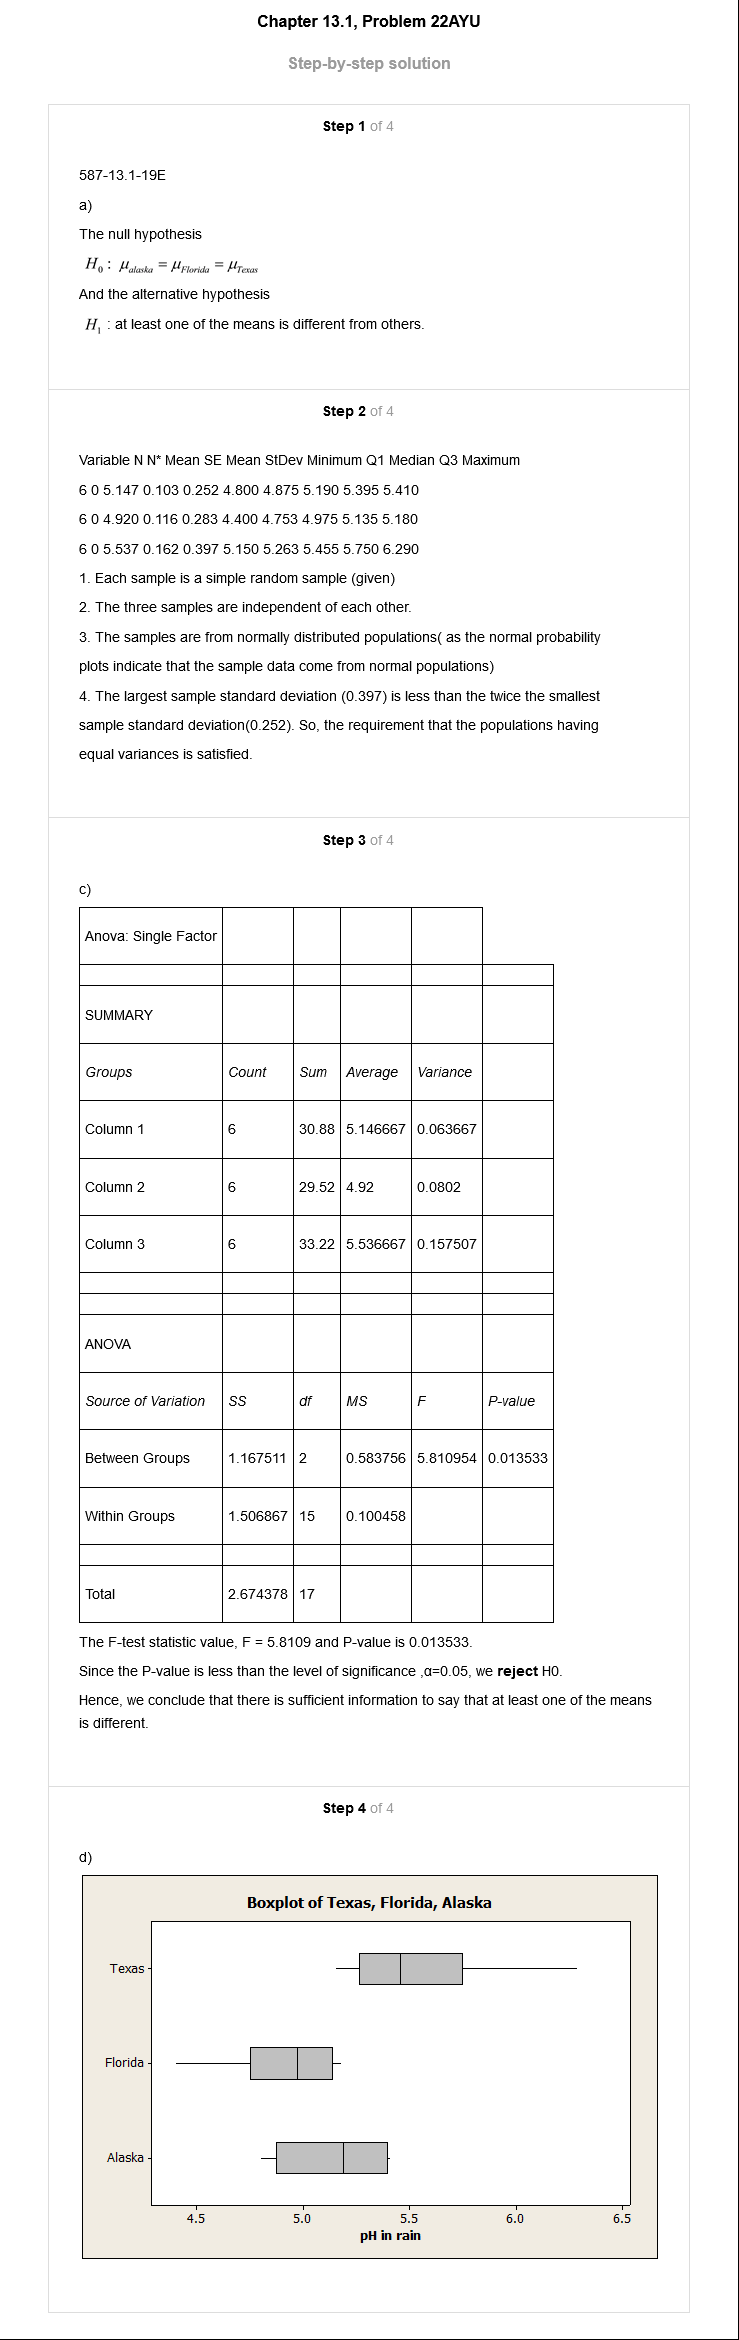 Chapter 13.1, Problem 22AYU
Step-by-step solution
Step 1 of 4
587-13.1-19E
a)
The null hypothesis
H0 : μalaska = μFlorida = μTexas
And the alternative hypothesis
H1 : at least one of the means is different from others.
Step 2 of 4
Variable N N* Mean SE Mean StDev Minimum Q1 Median Q3 Maximum
6 0 5.147 0.103 0.252 4.800 4.875 5.190 5.395 5.410
6 0 4.920 0.116 0.283 4.400 4.753 4.975 5.135 5.180
6 0 5.537 0.162 0.397 5.150 5.263 5.455 5.750 6.290
1. Each sample is a simple random sample (given)
2. The three samples are independent of each other.
3. The samples are from normally distributed populations( as the normal probability
plots indicate that the sample data come from normal populations)
4. The largest sample standard deviation (0.397) is less than the twice the smallest
sample standard deviation(0.252). So, the requirement that the populations having
equal variances is satisfied.
Step 3 of 4
c)
Anova: Single Factor
SUMMARY
Groups Count Sum Average Variance
Column 1 6 30.88 5.146667 0.063667
Column 2 6 29.52 4.92 0.0802
Column 3 6 33.22 5.536667 0.157507
ANOVA
Source of Variation SS df MS F P-value
Between Groups 1.167511 2 0.583756 5.810954 0.013533
Within Groups 1.506867 15 0.100458
Total 2.674378 17
The F-test statistic value, F = 5.8109 and P-value is 0.013533.
Since the P-value is less than the level of significance ,α=0.05, we reject H0.
Hence, we conclude that there is sufficient information to say that at least one of the means
is different.
Step 4 of 4
d)
Boxplot of Texas, Florida, Alaska
Texas
Florida
Alaska
4.5 5.0 5.5 6.0 6.5
pH in rain